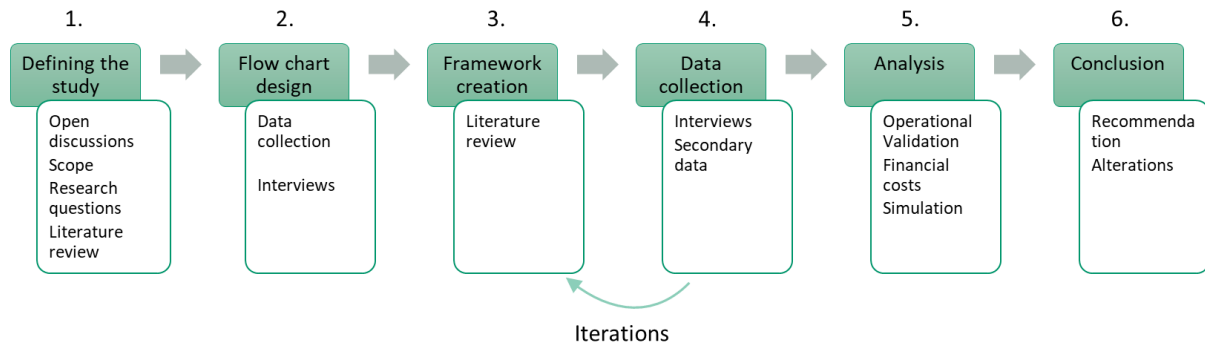 1.
Defining the
study
Open
discussions
Scope
Research
questions
Literature
review
2.
Flow chart
design
Data
collection
Interviews
3.
Framework
creation
Literature
review
4.
Data
collection
Interviews
Secondary
data
5.
Analysis
Operational
Validation
Financial
costs
Simulation
6.
Conclusion
Recommenda
tion
Alterations
Iterations